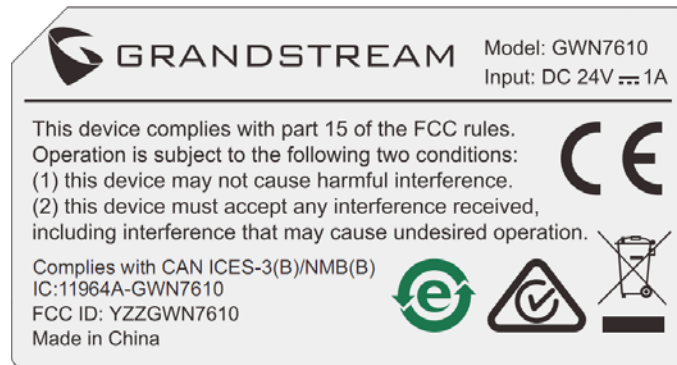 GRANDSTREAM
Model: GWN7610
Input: DC 24V ⎓ 1A
This device complies with part 15 of the FCC rules.
Operation is subject to the following two conditions:
(1) this device may not cause harmful interference.
(2) this device must accept any interference received,
including interference that may cause undesired operation.
Complies with CAN ICES-3(B)/NMB(B)
IC:11964A-GWN7610
FCC ID: YZZGWN7610
Made in China
CE
e